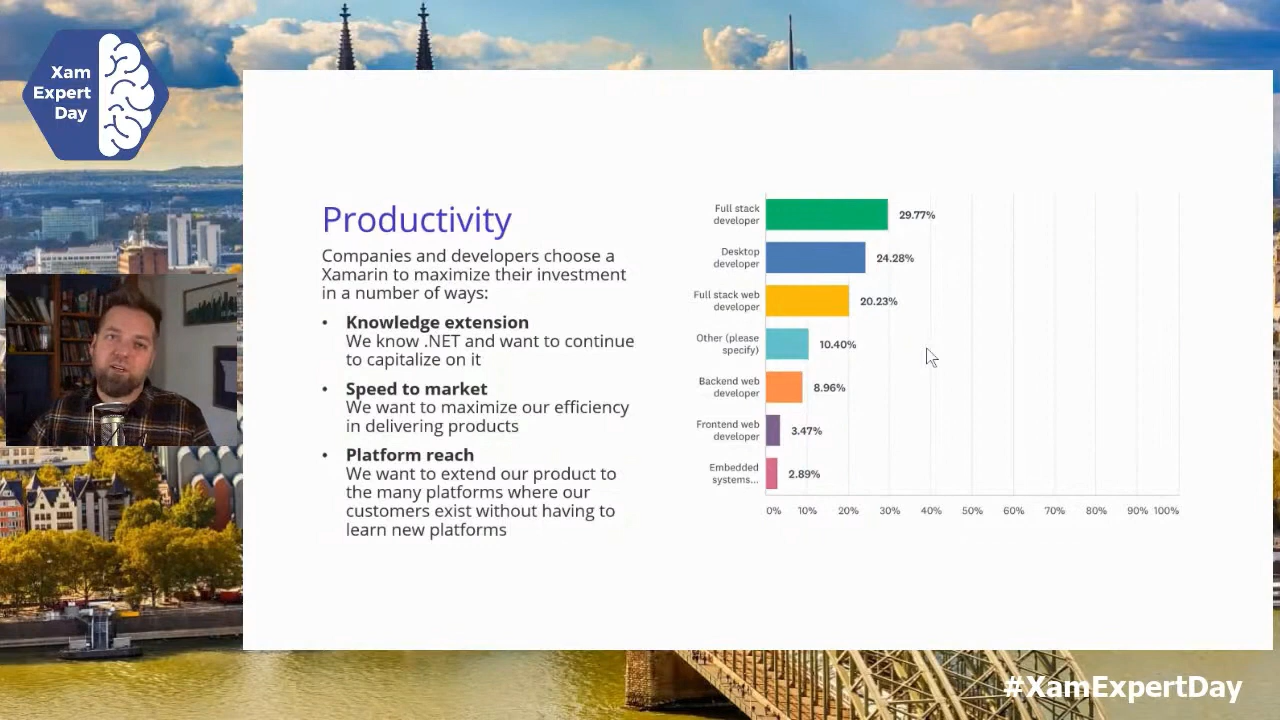 Xam
Expert
Day
Productivity
Companies and developers choose a
Xamarin to maximize their investment
in a number of ways:
• Knowledge extension
We know .NET and want to continue
to capitalize on it
• Speed to market
We want to maximize our efficiency
in delivering products
• Platform reach
We want to extend our product to
the many platforms where our
customers exist without having to
learn new platforms
Full stack
developer
29.77%
Desktop
developer
24.28%
Full stack web
developer
20.23%
Other (please
specify)
10.40%
Backend web
developer
8.96%
Frontend web
developer
3.47%
Embedded
systems...
2.89%
0% 10% 20% 30% 40% 50% 60% 70% 80% 90% 100%
#XamExpertDay